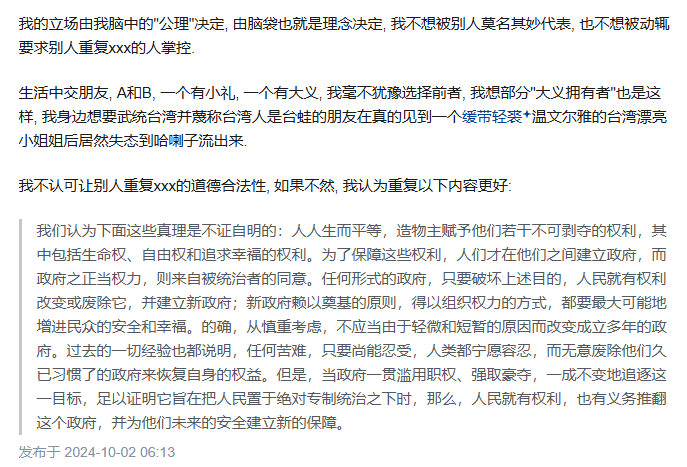 我的立场由我脑中的"公理"决定, 由脑袋也就是理念决定, 我不想被别人莫名其妙代表, 也不想被动辄
要求别人重复xxx的人掌控.
生活中交朋友, A和B, 一个有小礼, 一个有大义, 我毫不犹豫选择前者, 我想部分"大义拥有者"也是这
样, 我身边想要武统台湾并蔑称台湾人是台蛙的朋友在真的见到一个缓带轻裘✦温文尔雅的台湾漂亮
小姐姐后居然失态到哈喇子流出来.
我不认可让别人重复xxx的道德合法性, 如果不然, 我认为重复以下内容更好:
我们认为下面这些真理是不证自明的：人人生而平等，造物主赋予他们若干不可剥夺的权利，其
中包括生命权、自由权和追求幸福的权利。为了保障这些权利，人们才在他们之间建立政府，而
政府之正当权力，则来自被统治者的同意。任何形式的政府，只要破坏上述目的，人民就有权利
改变或废除它，并建立新政府；新政府赖以奠基的原则，得以组织权力的方式，都要最大可能地
增进民众的安全和幸福。的确，从慎重考虑，不应当由于轻微和短暂的原因而改变成立多年的政
府。过去的一切经验也都说明，任何苦难，只要尚能忍受，人类都宁愿容忍，而无意废除他们久
已习惯了的政府来恢复自身的权益。但是，当政府一贯滥用职权、强取豪夺，一成不变地追逐这
一目标，足以证明它旨在把人民置于绝对专制统治之下时，那么，人民就有权利，也有义务推翻
这个政府，并为他们未来的安全建立新的保障。
发布于 2024-10-02 06:13